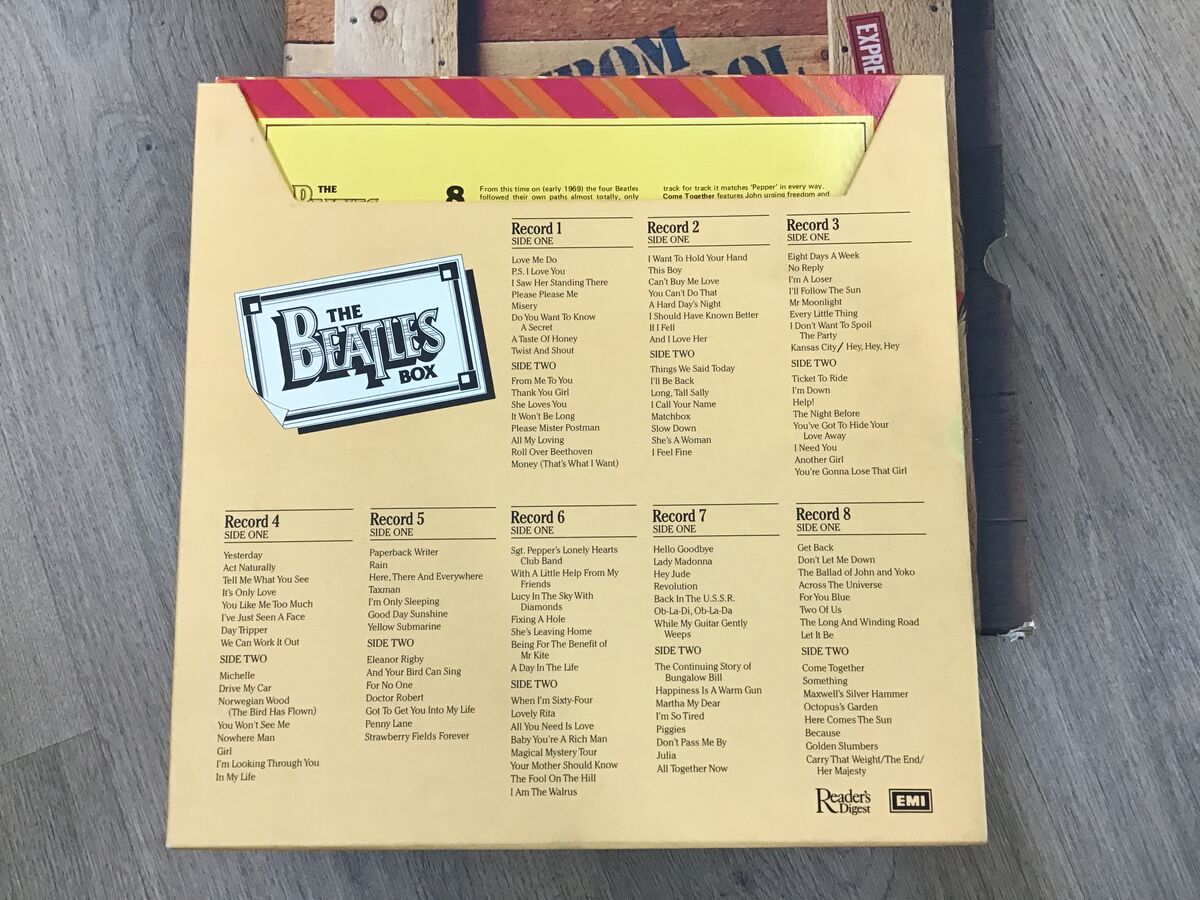 FROM
EXPRE
THE
8
From this time on (early 1969) the four Beatles
followed their own paths almost totally, only
track for track it matches 'Pepper' in every way.
Come Together features John urging freedom and
THE
BEATLES
BOX
Record 1
SIDE ONE
Love Me Do
P.S. I Love You
I Saw Her Standing There
Please Please Me
Misery
Do You Want To Know
A Secret
A Taste Of Honey
Twist And Shout
SIDE TWO
From Me To You
Thank You Girl
She Loves You
It Won't Be Long
Please Mister Postman
All My Loving
Roll Over Beethoven
Money (That's What I Want)
Record 2
SIDE ONE
I Want To Hold Your Hand
This Boy
Can't Buy Me Love
You Can't Do That
A Hard Day's Night
I Should Have Known Better
If I Fell
And I Love Her
SIDE TWO
Things We Said Today
I'll Be Back
Long, Tall Sally
I Call Your Name
Matchbox
Slow Down
She's A Woman
I Feel Fine
Record 3
SIDE ONE
Eight Days A Week
No Reply
I'm A Loser
I'll Follow The Sun
Mr Moonlight
Every Little Thing
I Don't Want To Spoil
The Party
Kansas City/ Hey, Hey, Hey
SIDE TWO
Ticket To Ride
I'm Down
Help!
The Night Before
You've Got To Hide Your
Love Away
I Need You
Another Girl
You're Gonna Lose That Girl
Record 4
SIDE ONE
Yesterday
Act Naturally
Tell Me What You See
It's Only Love
You Like Me Too Much
I've Just Seen A Face
Day Tripper
We Can Work It Out
SIDE TWO
Michelle
Drive My Car
Norwegian Wood
(The Bird Has Flown)
You Won't See Me
Nowhere Man
Girl
I'm Looking Through You
In My Life
Record 5
SIDE ONE
Paperback Writer
Rain
Here, There And Everywhere
Taxman
I'm Only Sleeping
Good Day Sunshine
Yellow Submarine
SIDE TWO
Eleanor Rigby
And Your Bird Can Sing
For No One
Doctor Robert
Got To Get You Into My Life
Penny Lane
Strawberry Fields Forever
Record 6
SIDE ONE
Sgt. Pepper's Lonely Hearts
Club Band
With A Little Help From My
Friends
Lucy In The Sky With
Diamonds
Fixing A Hole
She's Leaving Home
Being For The Benefit of
Mr Kite
A Day In The Life
SIDE TWO
When I'm Sixty-Four
Lovely Rita
All You Need Is Love
Baby You're A Rich Man
Magical Mystery Tour
Your Mother Should Know
The Fool On The Hill
I Am The Walrus
Record 7
SIDE ONE
Hello Goodbye
Lady Madonna
Hey Jude
Revolution
Back In The U.S.S.R.
Ob-La-Di, Ob-La-Da
While My Guitar Gently
Weeps
SIDE TWO
The Continuing Story of
Bungalow Bill
Happiness Is A Warm Gun
Martha My Dear
I'm So Tired
Piggies
Don't Pass Me By
Julia
All Together Now
Record 8
SIDE ONE
Get Back
Don't Let Me Down
The Ballad of John and Yoko
Across The Universe
For You Blue
Two Of Us
The Long And Winding Road
Let It Be
SIDE TWO
Come Together
Something
Maxwell's Silver Hammer
Octopus's Garden
Here Comes The Sun
Because
Golden Slumbers
Carry That Weight/The End/
Her Majesty
Reader's
Digest
EMI